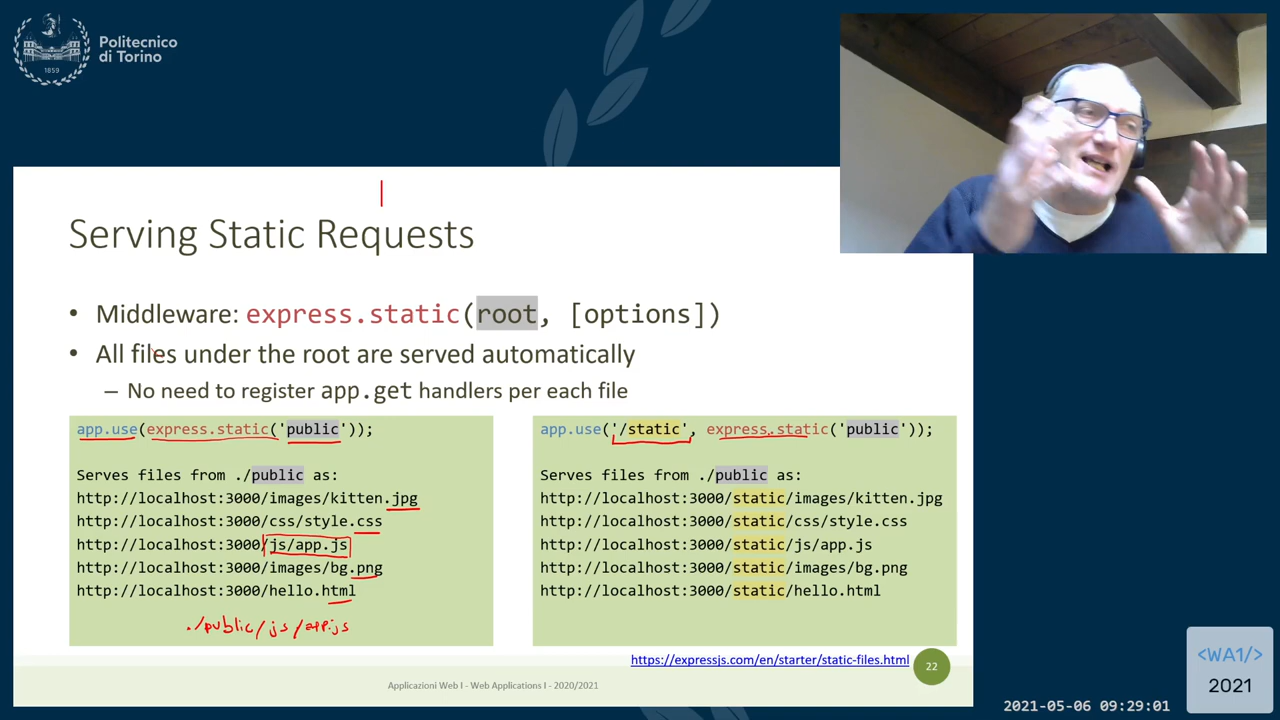 Politecnico
di Torino
1859
Serving Static Requests
• Middleware: express.static(root, [options])
• All files under the root are served automatically
– No need to register app.get handlers per each file
app.use(express.static('public'));
Serves files from ./public as:
http://localhost:3000/images/kitten.jpg
http://localhost:3000/css/style.css
http://localhost:3000/js/app.js
http://localhost:3000/images/bg.png
http://localhost:3000/hello.html
./public/js/app.js
app.use('/static', express.static('public'));
Serves files from ./public as:
http://localhost:3000/static/images/kitten.jpg
http://localhost:3000/static/css/style.css
http://localhost:3000/static/js/app.js
http://localhost:3000/static/images/bg.png
http://localhost:3000/static/hello.html
https://expressjs.com/en/starter/static-files.html
22
Applicazioni Web I - Web Applications I - 2020/2021
<WA1/>
2021
2021-05-06 09:29:01